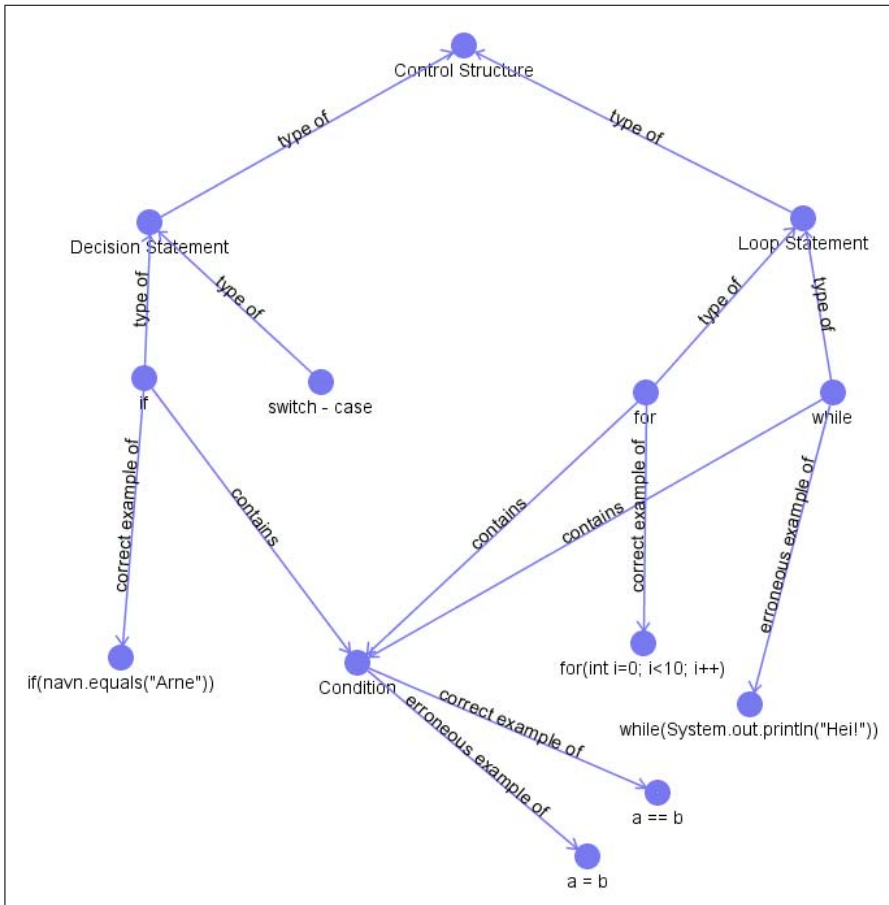 Control Structure
type of
type of
Decision Statement
Loop Statement
type of
type of
type of
type of
if
switch - case
for
while
correct example of
contains
contains
correct example of
contains
erroneous example of
if(navn.equals("Arne"))
Condition
for(int i=0; i<10; i++)
while(System.out.println("Hei!"))
correct example of
erroneous example of
a == b
a = b